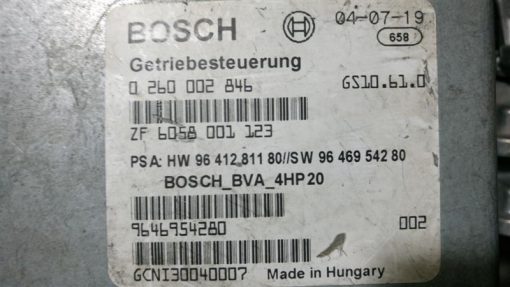 BOSCH 04-07-19
658
Getriebesteuerung
0 260 002 846 GS10.61.0
ZF 6058 001 123
PSA: HW 96 412 811 80//SW 96 469 542 80
BOSCH_BVA_4HP20
9646954280 002
GCNI30040007 Made in Hungary